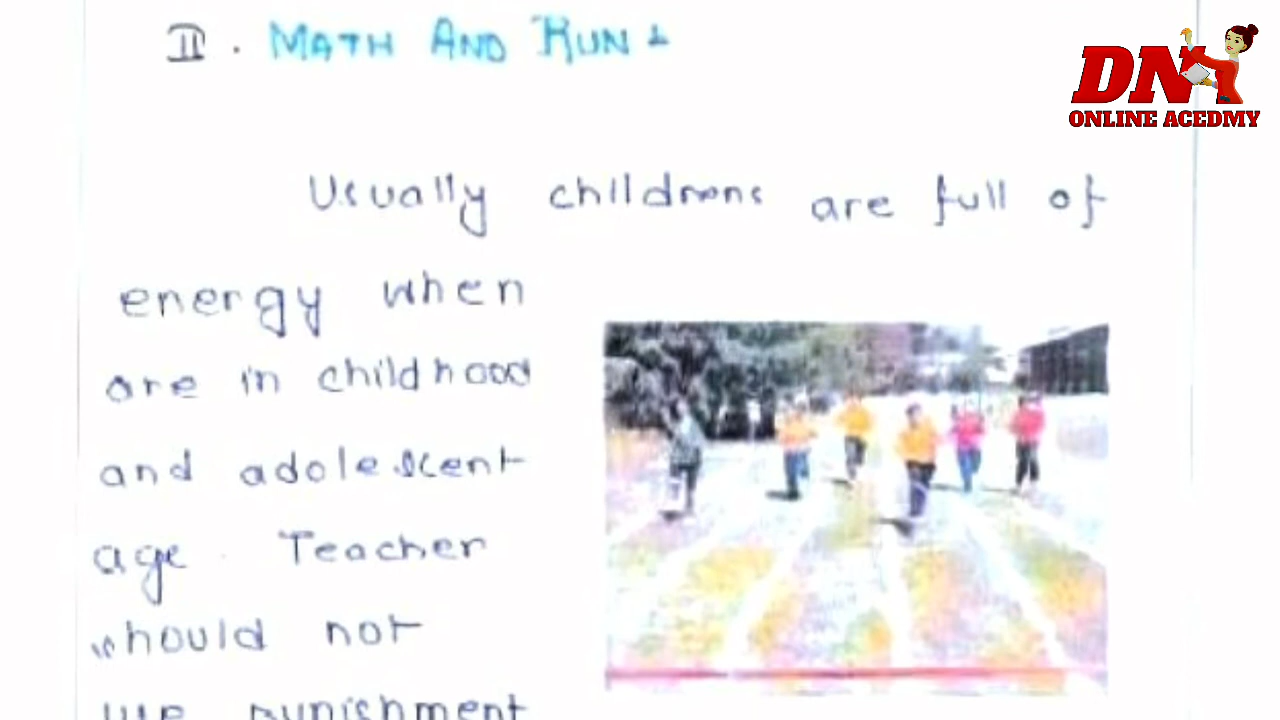 II. MATH AND RUN
DN
ONLINE ACEDMY
Usually childrens are full of
energy when
are in childhood
and adolescent
age. Teacher
should not
use punishment